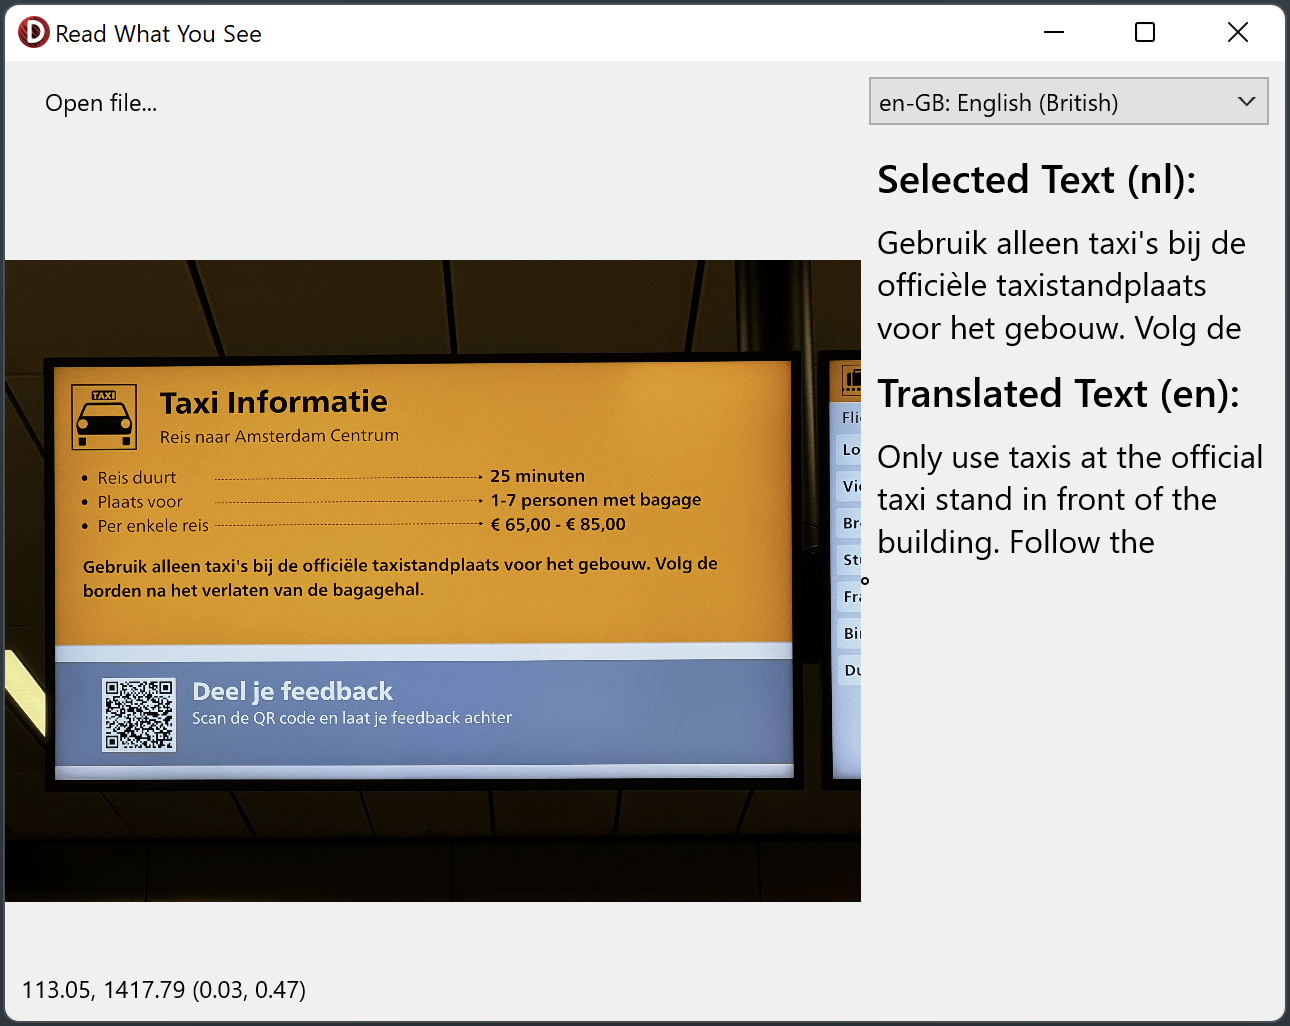 Read What You See
Open file...
en-GB: English (British)
Selected Text (nl):
Gebruik alleen taxi's bij de
officièle taxistandplaats
voor het gebouw. Volg de
Translated Text (en):
Only use taxis at the official
taxi stand in front of the
building. Follow the
TAXI
Taxi Informatie
Reis naar Amsterdam Centrum
• Reis duurt 25 minuten
• Plaats voor 1-7 personen met bagage
• Per enkele reis € 65,00 - € 85,00
Gebruik alleen taxi's bij de officiële taxistandplaats voor het gebouw. Volg de
borden na het verlaten van de bagagehal.
Deel je feedback
Scan de QR code en laat je feedback achter
Fli
Lo
Vi
Br
St
Fra
Bi
Du
113.05, 1417.79 (0.03, 0.47)